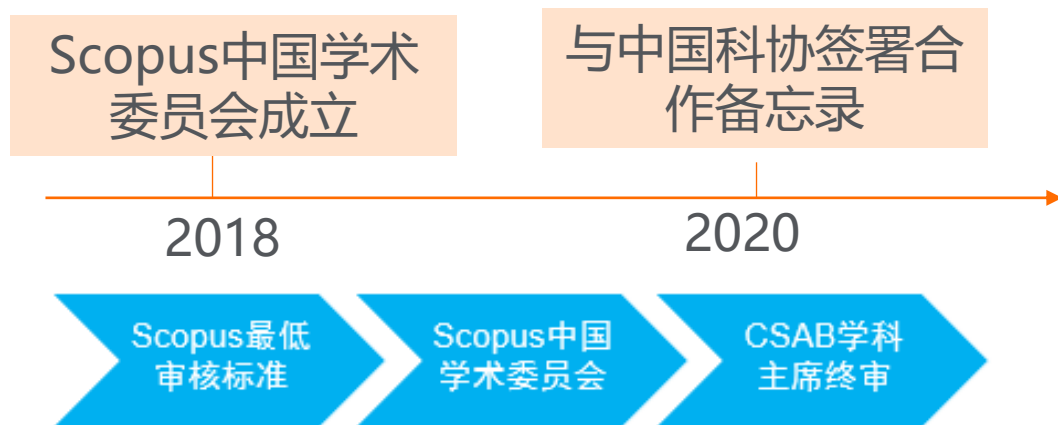 Scopus中国学术
委员会成立
与中国科协签署合
作备忘录
2018
2020
Scopus最低
审核标准
Scopus中国
学术委员会
CSAB学科
主席终审